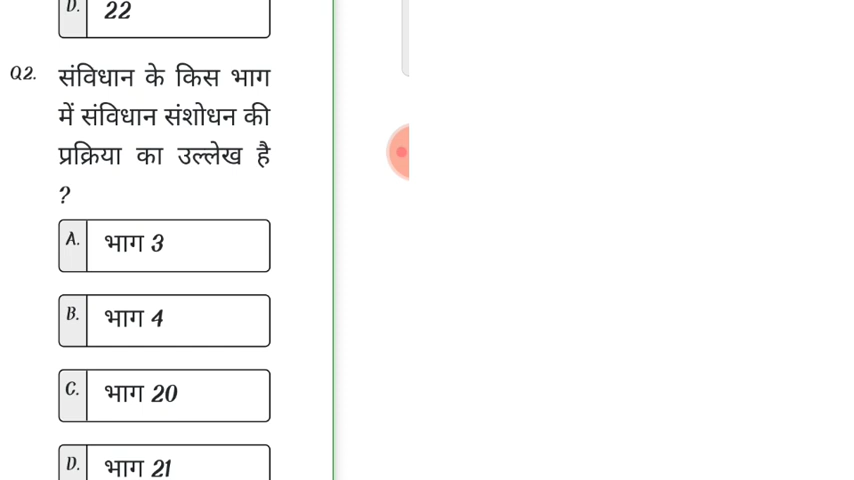 D. 22
Q2. संविधान के किस भाग
में संविधान संशोधन की
प्रक्रिया का उल्लेख है
?
A. भाग 3
B. भाग 4
C. भाग 20
D. भाग 21